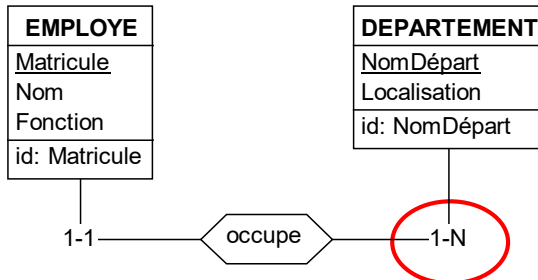 EMPLOYE
Matricule
Nom
Fonction
id: Matricule
DEPARTEMENT
NomDépart
Localisation
id: NomDépart
1-1
occupe
1-N